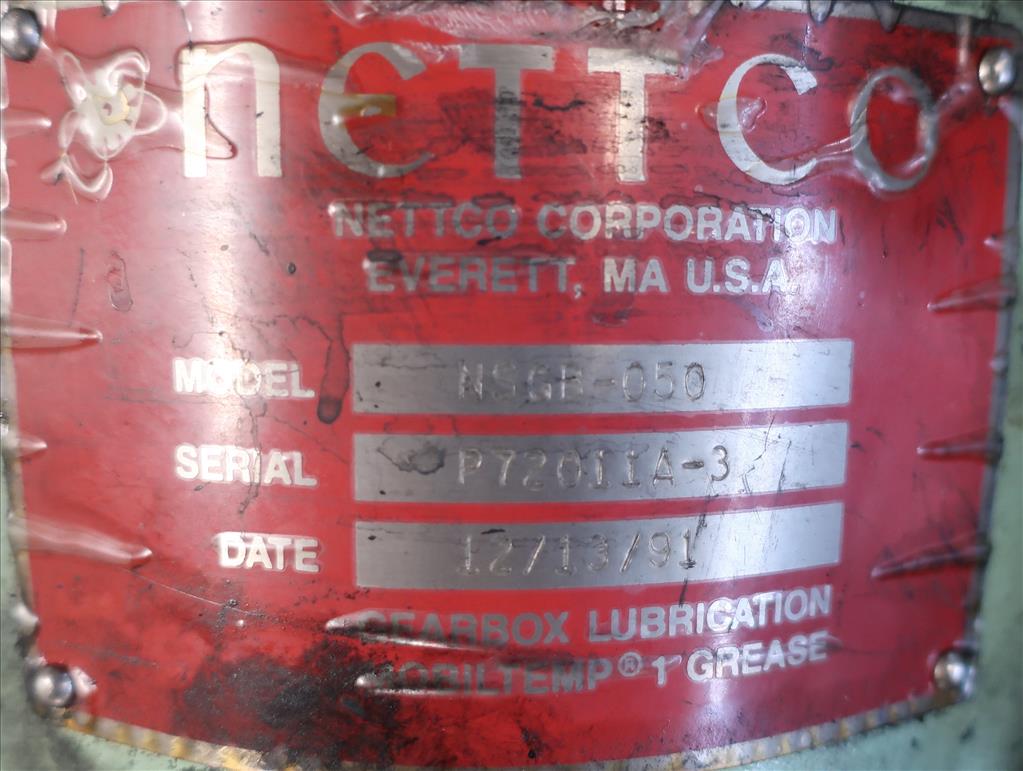 NETTCO
NETTCO CORPORATION
EVERETT, MA U.S.A.
MODEL NSGB-050
SERIAL P72011A-3
DATE 12/13/91
GEARBOX LUBRICATION
MOBILTEMP® 1 GREASE